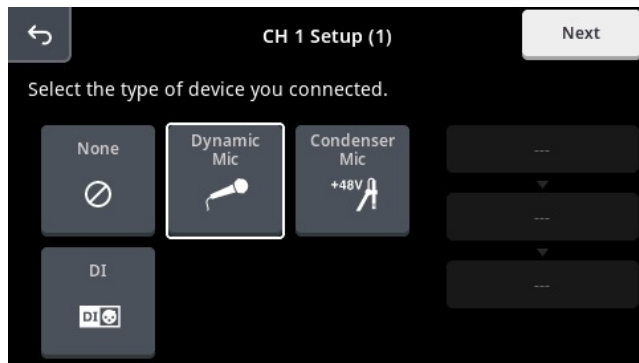 CH 1 Setup (1)
Next
Select the type of device you connected.
None
Dynamic
Mic
Condenser
Mic
+48V
---
---
DI
DI
---